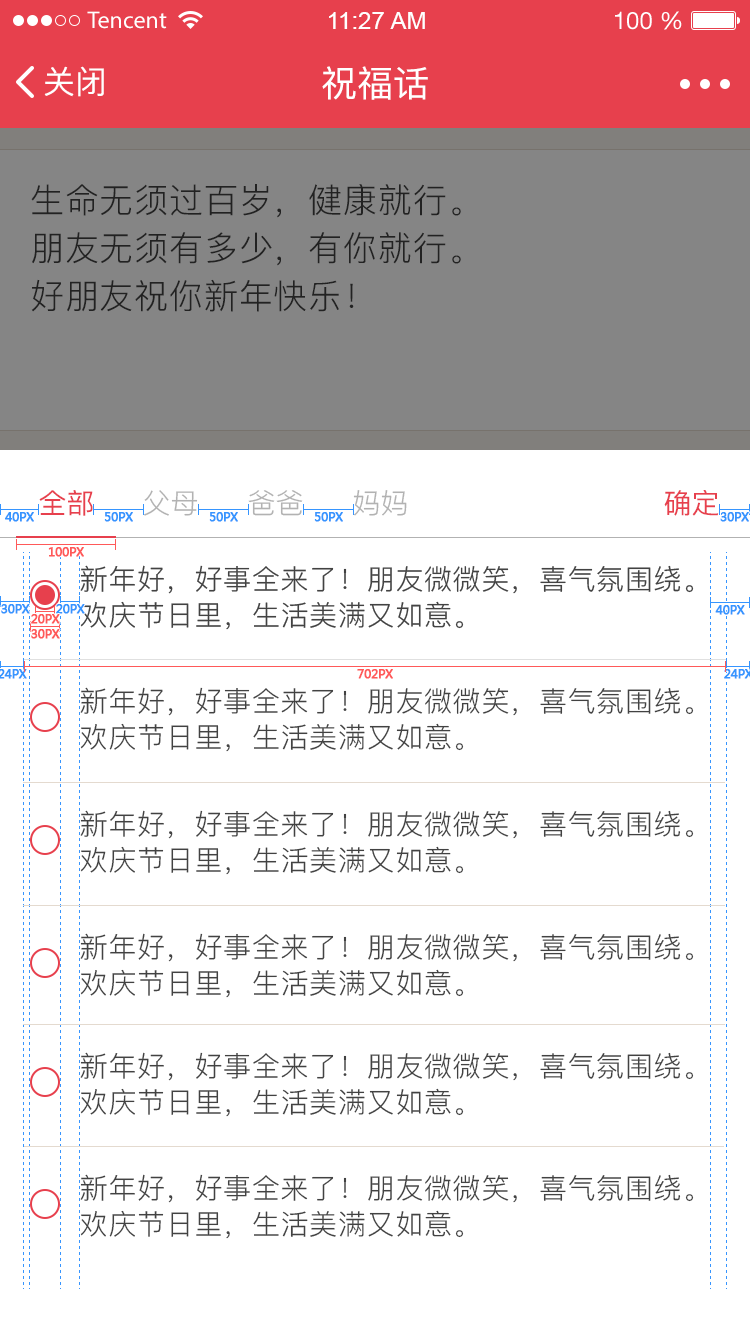 Tencent 11:27 AM 100 %
关闭 祝福话
生命无须过百岁，健康就行。
朋友无须有多少，有你就行。
好朋友祝你新年快乐！
全部 父母 爸爸 妈妈 确定
40PX 50PX 50PX 50PX 30PX
100PX
新年好，好事全来了！朋友微微笑，喜气氛围绕。
30PX 20PX 40PX
欢庆节日里，生活美满又如意。
20PX
30PX
24PX 702PX 24PX
新年好，好事全来了！朋友微微笑，喜气氛围绕。
欢庆节日里，生活美满又如意。
新年好，好事全来了！朋友微微笑，喜气氛围绕。
欢庆节日里，生活美满又如意。
新年好，好事全来了！朋友微微笑，喜气氛围绕。
欢庆节日里，生活美满又如意。
新年好，好事全来了！朋友微微笑，喜气氛围绕。
欢庆节日里，生活美满又如意。
新年好，好事全来了！朋友微微笑，喜气氛围绕。
欢庆节日里，生活美满又如意。